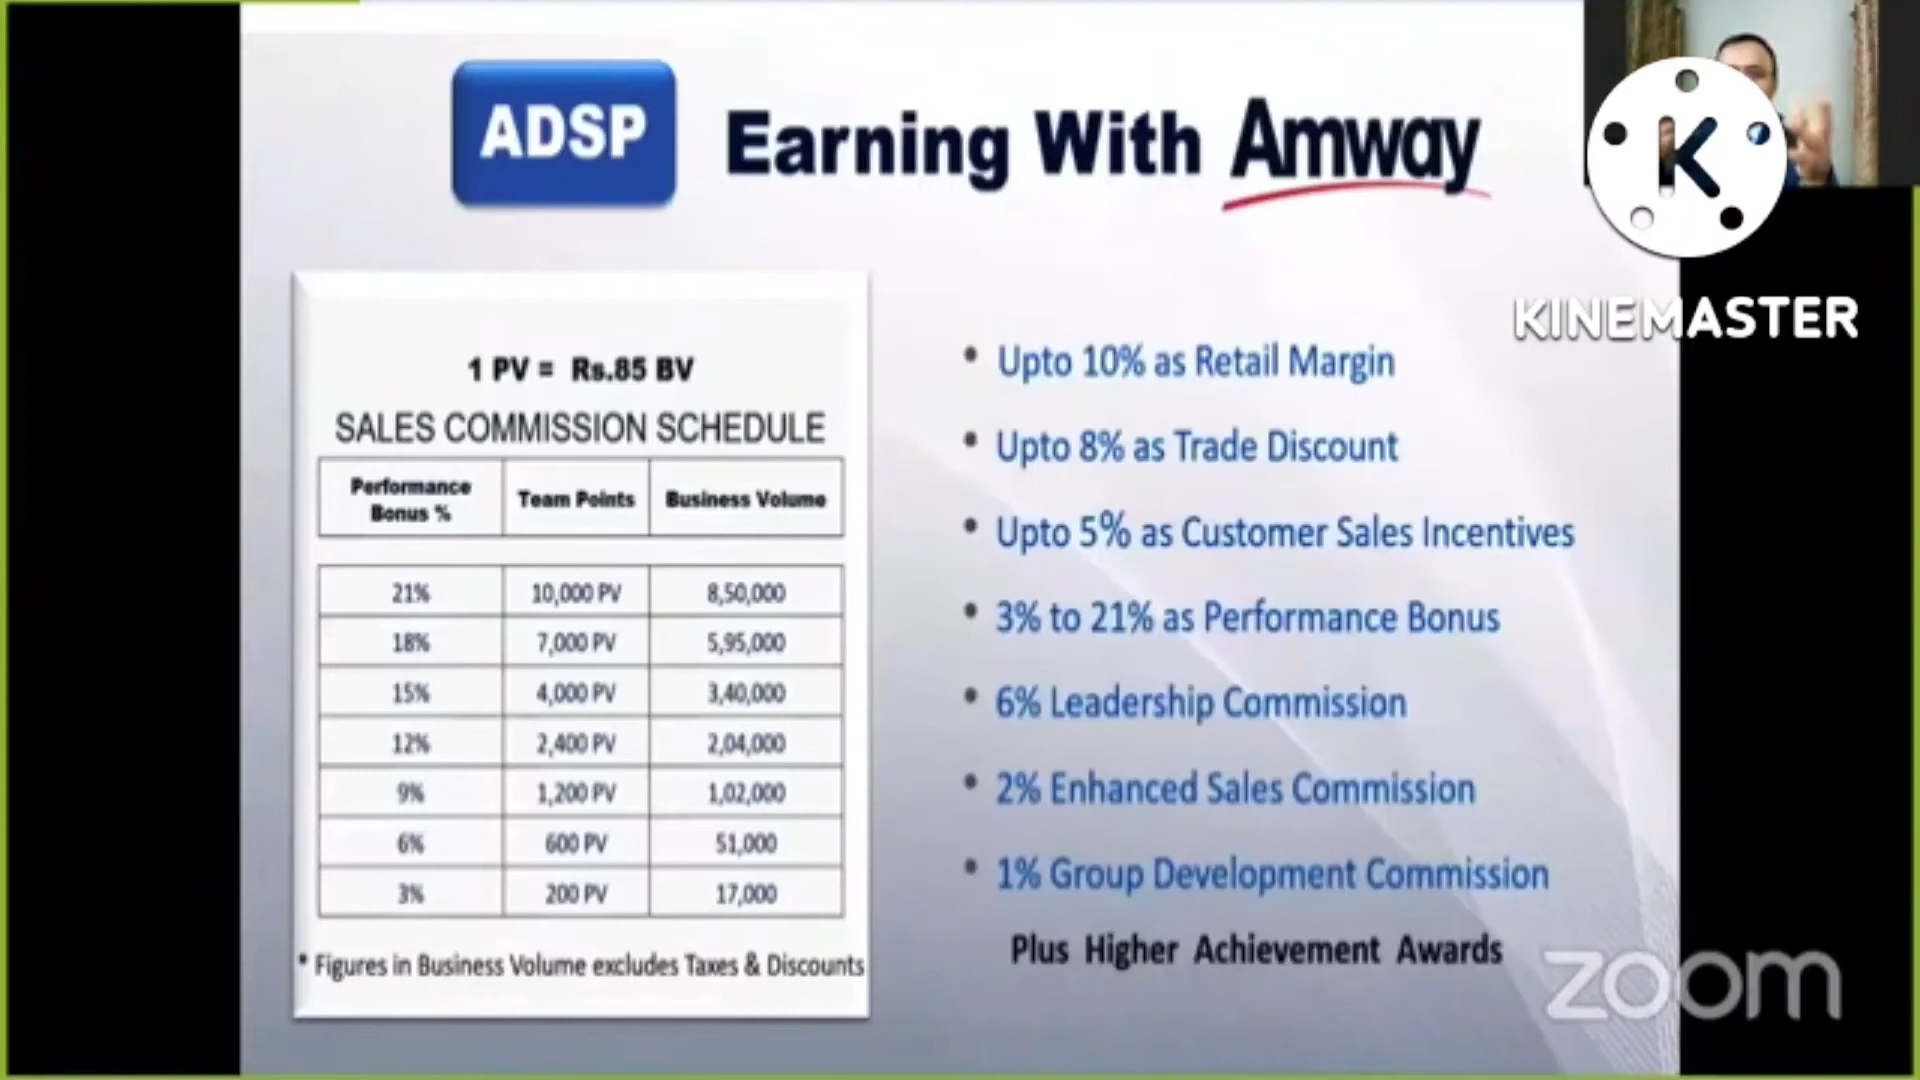 ADSP
Earning With Amway
K
KINEMASTER
1 PV = Rs.85 BV
SALES COMMISSION SCHEDULE
Performance Bonus % Team Points Business Volume
21% 10,000 PV 8,50,000
18% 7,000 PV 5,95,000
15% 4,000 PV 3,40,000
12% 2,400 PV 2,04,000
9% 1,200 PV 1,02,000
6% 600 PV 51,000
3% 200 PV 17,000
* Figures in Business Volume excludes Taxes & Discounts
• Upto 10% as Retail Margin
• Upto 8% as Trade Discount
• Upto 5% as Customer Sales Incentives
• 3% to 21% as Performance Bonus
• 6% Leadership Commission
• 2% Enhanced Sales Commission
• 1% Group Development Commission
Plus Higher Achievement Awards
zoom